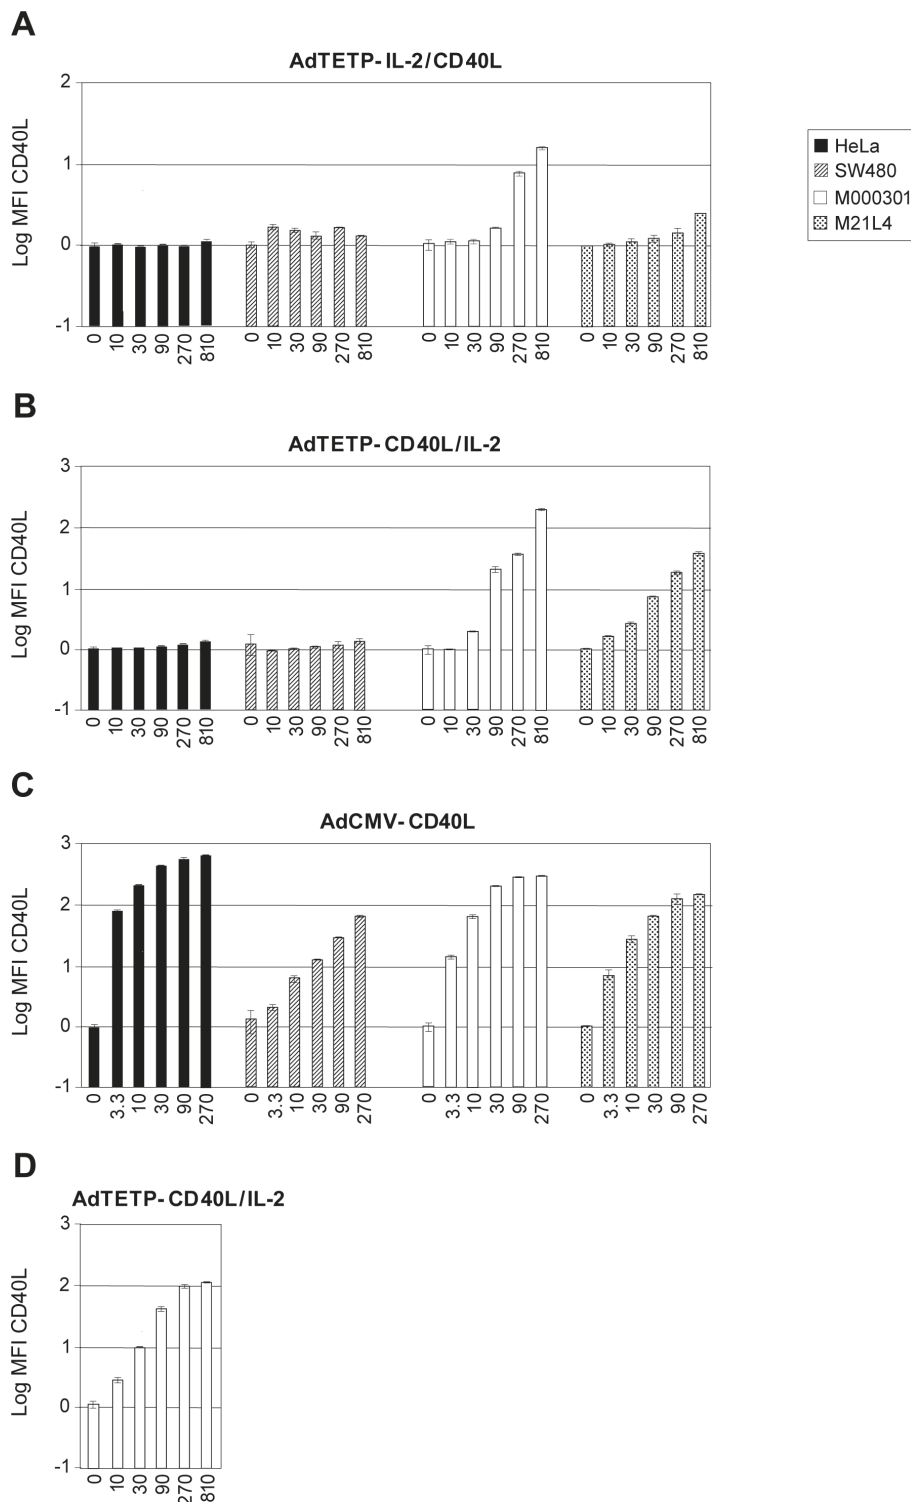 A
AdTETP-IL-2/CD40L
Log MFI CD40L
2
1
0
-1
0 10 30 90 270 810 0 10 30 90 270 810 0 10 30 90 270 810 0 10 30 90 270 810
HeLa
SW480
M000301
M21L4
B
AdTETP-CD40L/IL-2
Log MFI CD40L
3
2
1
0
-1
0 10 30 90 270 810 0 10 30 90 270 810 0 10 30 90 270 810 0 10 30 90 270 810
C
AdCMV-CD40L
Log MFI CD40L
3
2
1
0
-1
0 3.3 10 30 90 270 0 3.3 10 30 90 270 0 3.3 10 30 90 270 0 3.3 10 30 90 270
D
AdTETP-CD40L/IL-2
Log MFI CD40L
3
2
1
0
-1
0 10 30 90 270 810